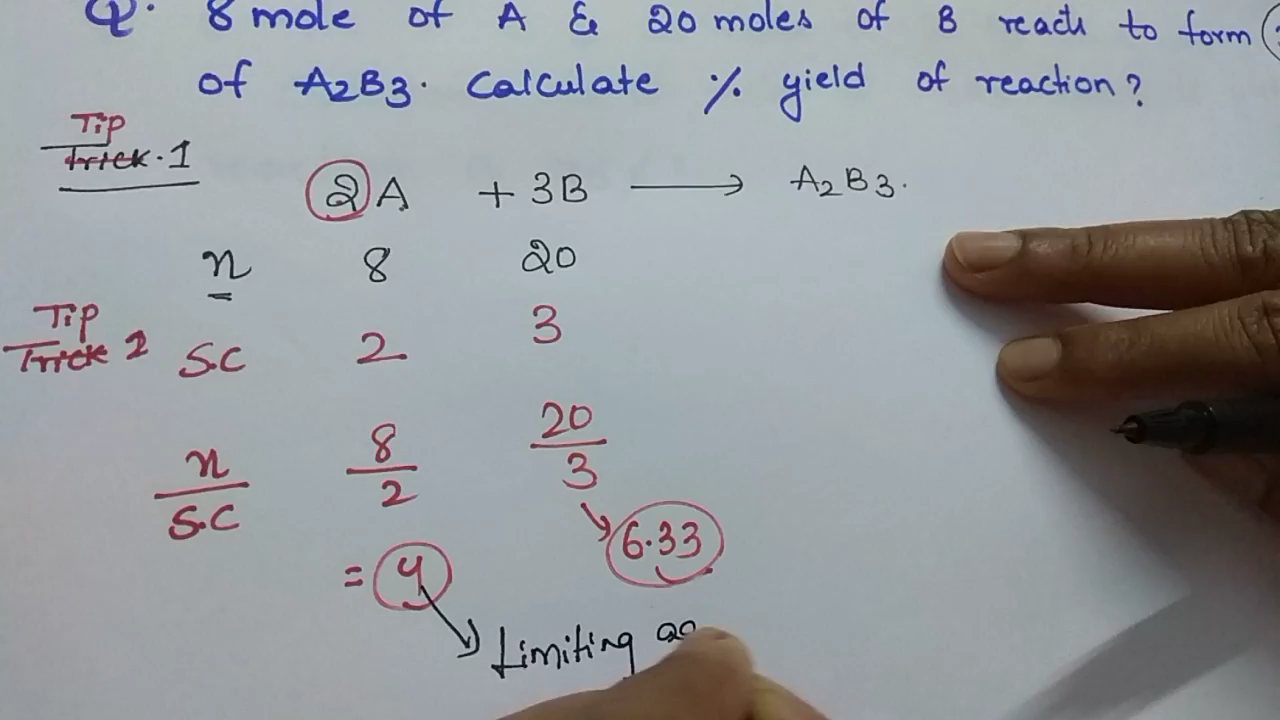 Q. 8 mole of A & 20 moles of B reach to form
of A2B3. Calculate % yield of reaction?
Tip
Trick.1
2A + 3B → A2B3.
n 8 20
Tip
Trick 2
S.C 2 3
n/S.C 8/2 20/3
= 4 6.33
Limiting